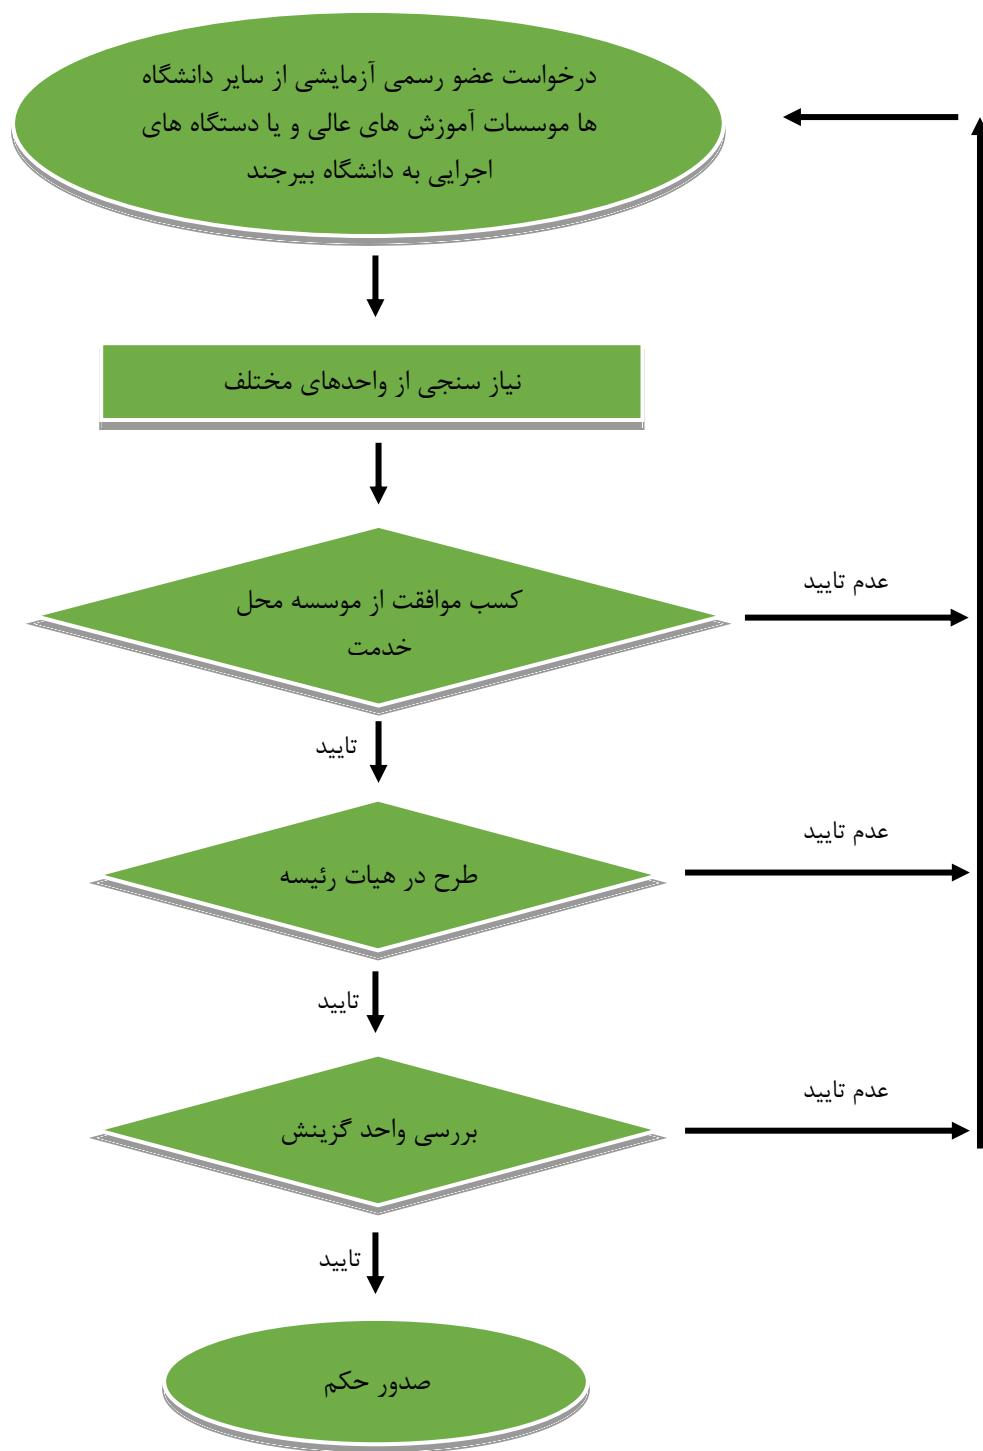 درخواست عضو رسمی آزمایشی از سایر دانشگاه
ها موسسات آموزش های عالی و یا دستگاه های
اجرایی به دانشگاه بیرجند
نیاز سنجی از واحدهای مختلف
کسب موافقت از موسسه محل
خدمت
عدم تایید
تایید
طرح در هیات رئیسه
عدم تایید
تایید
بررسی واحد گزینش
عدم تایید
تایید
صدور حکم